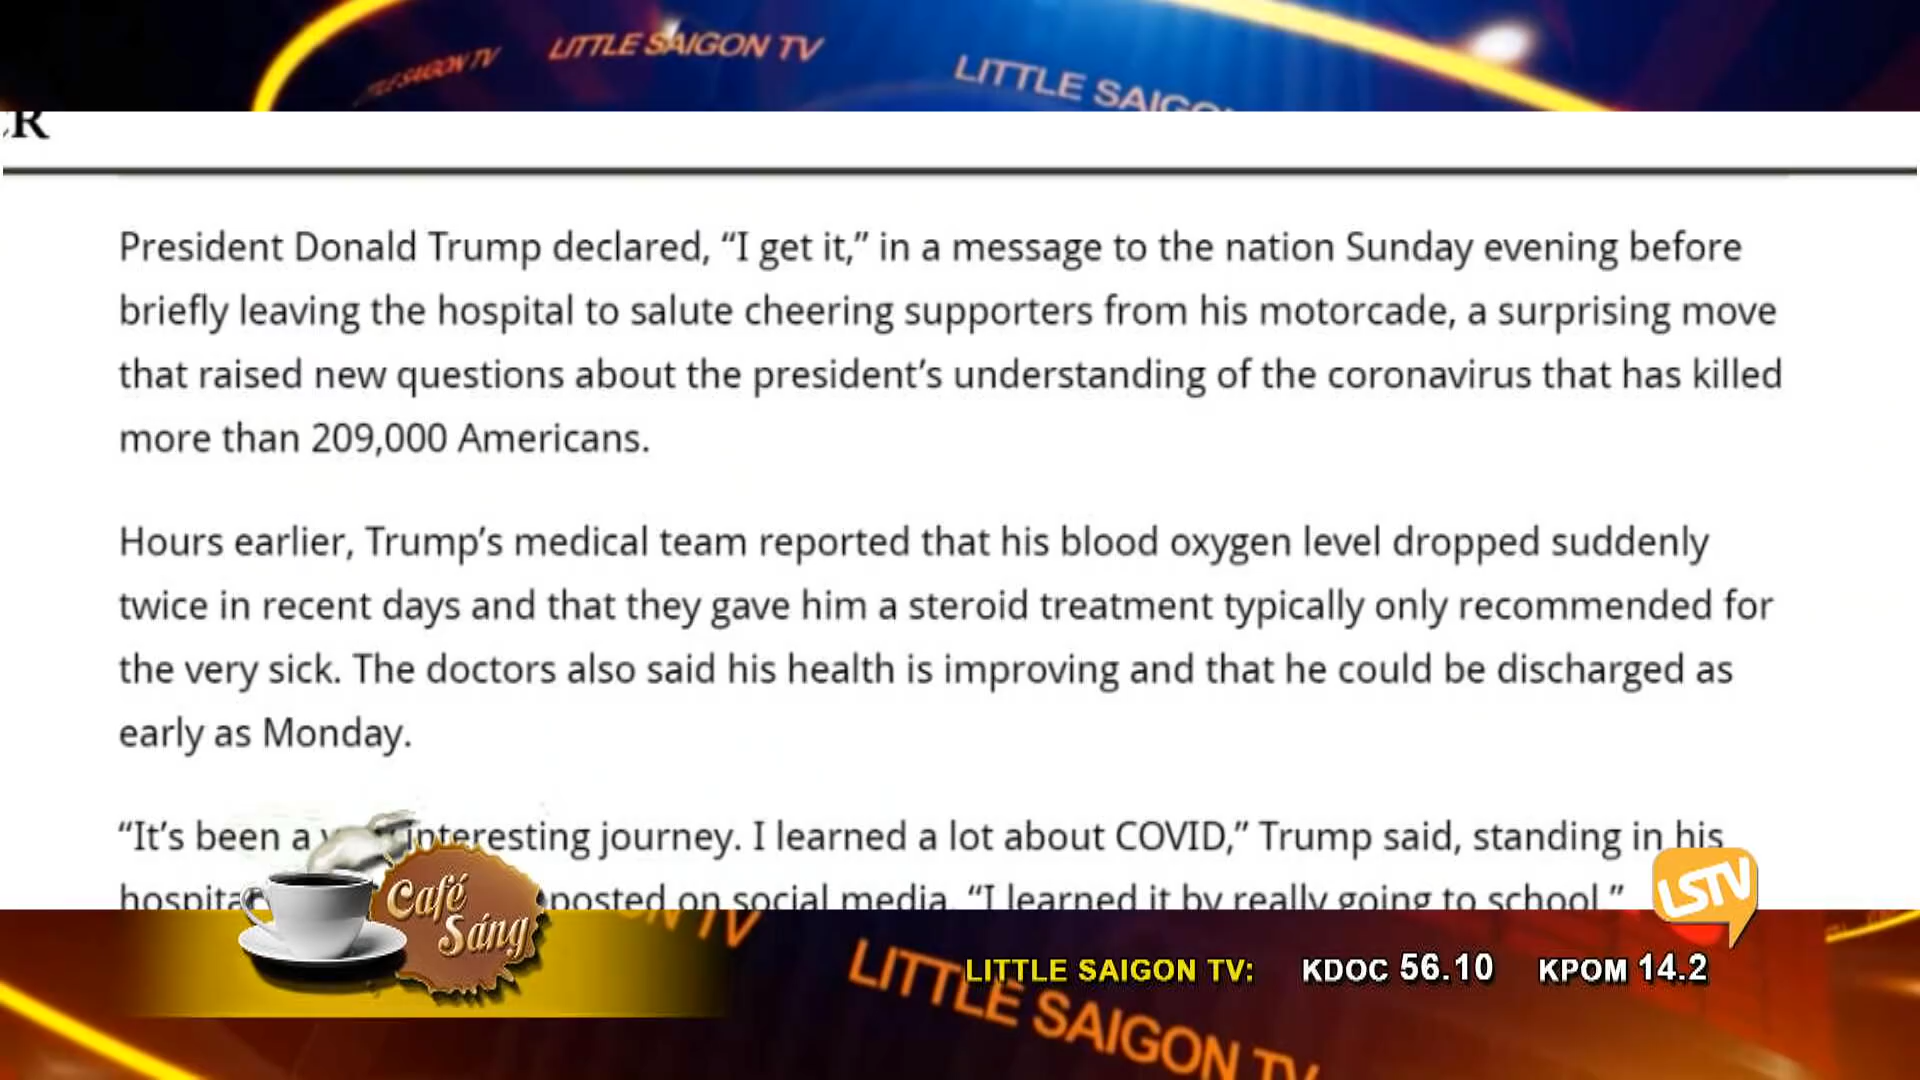 LITTLE SAIGON TV
LITTLE SAIGON TV
LITTLE SAIGO
R
President Donald Trump declared, “I get it,” in a message to the nation Sunday evening before
briefly leaving the hospital to salute cheering supporters from his motorcade, a surprising move
that raised new questions about the president’s understanding of the coronavirus that has killed
more than 209,000 Americans.
Hours earlier, Trump’s medical team reported that his blood oxygen level dropped suddenly
twice in recent days and that they gave him a steroid treatment typically only recommended for
the very sick. The doctors also said his health is improving and that he could be discharged as
early as Monday.
“It’s been a interesting journey. I learned a lot about COVID,” Trump said, standing in his
posted on social media. “I learned it by really going to school.”
Café
Sáng
LSTV
ON TV
LITTLE SAIGON TV
LITTLE SAIGON TV: KDOC 56.10 KPOM 14.2